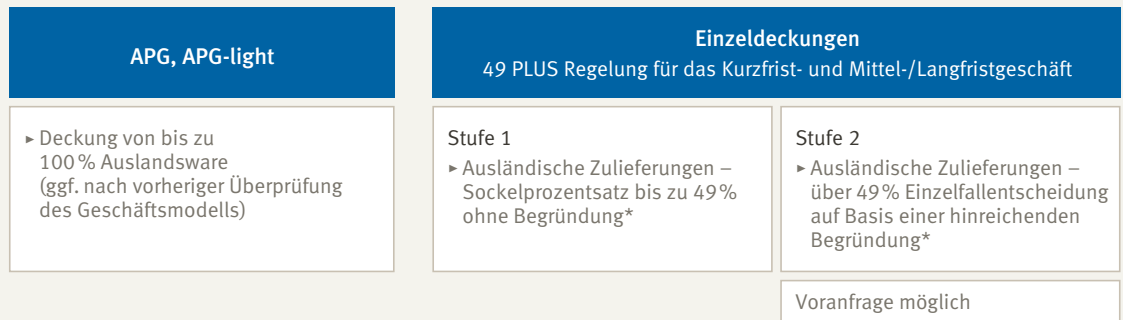 APG, APG-light
▸ Deckung von bis zu
100 % Auslandsware
(ggf. nach vorheriger Überprüfung
des Geschäftsmodells)
Einzeldeckungen
49 PLUS Regelung für das Kurzfrist- und Mittel-/Langfristgeschäft
Stufe 1
▸ Ausländische Zulieferungen –
Sockelprozentsatz bis zu 49 %
ohne Begründung*
Stufe 2
▸ Ausländische Zulieferungen –
über 49 % Einzelfallentscheidung
auf Basis einer hinreichenden
Begründung*
Voranfrage möglich